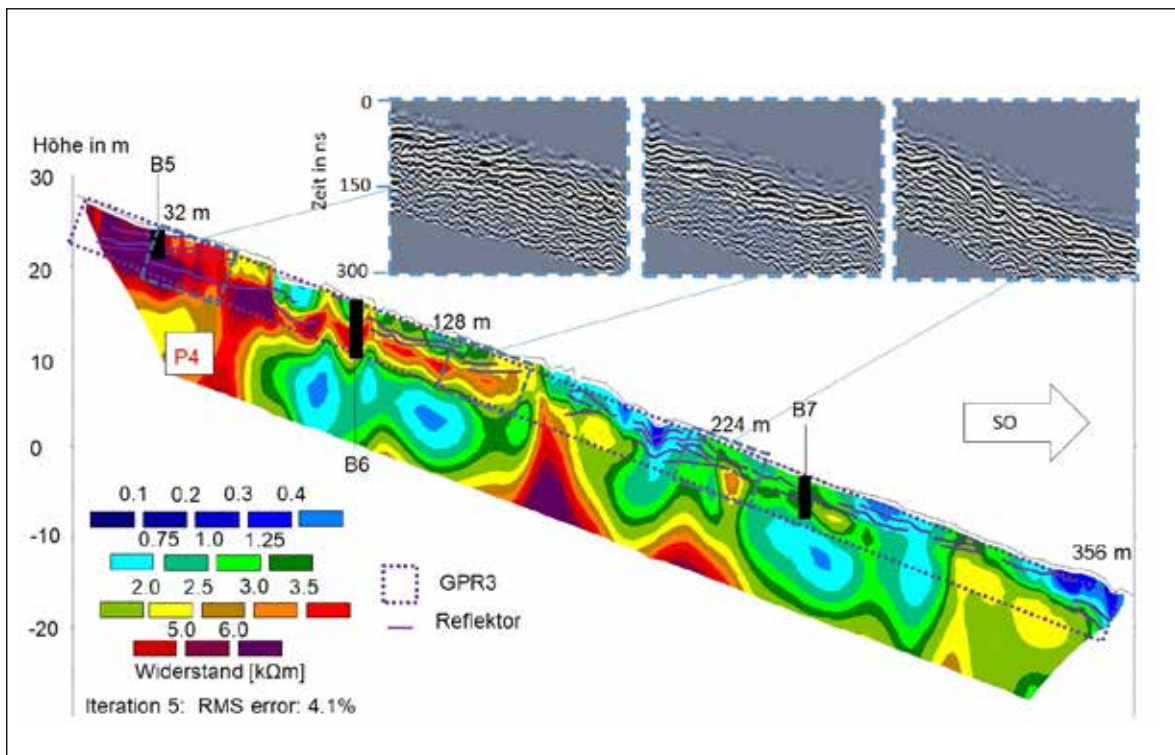 0
150
300
Zeit in ns
Höhe in m
30
20
10
0
-10
-20
B5
32 m
P4
128 m
B6
224 m
B7
SO
356 m
0.1 0.2 0.3 0.4
0.75 1.0 1.25
2.0 2.5 3.0 3.5
5.0 6.0
Widerstand [kΩm]
Iteration 5: RMS error: 4.1%
GPR3
Reflektor